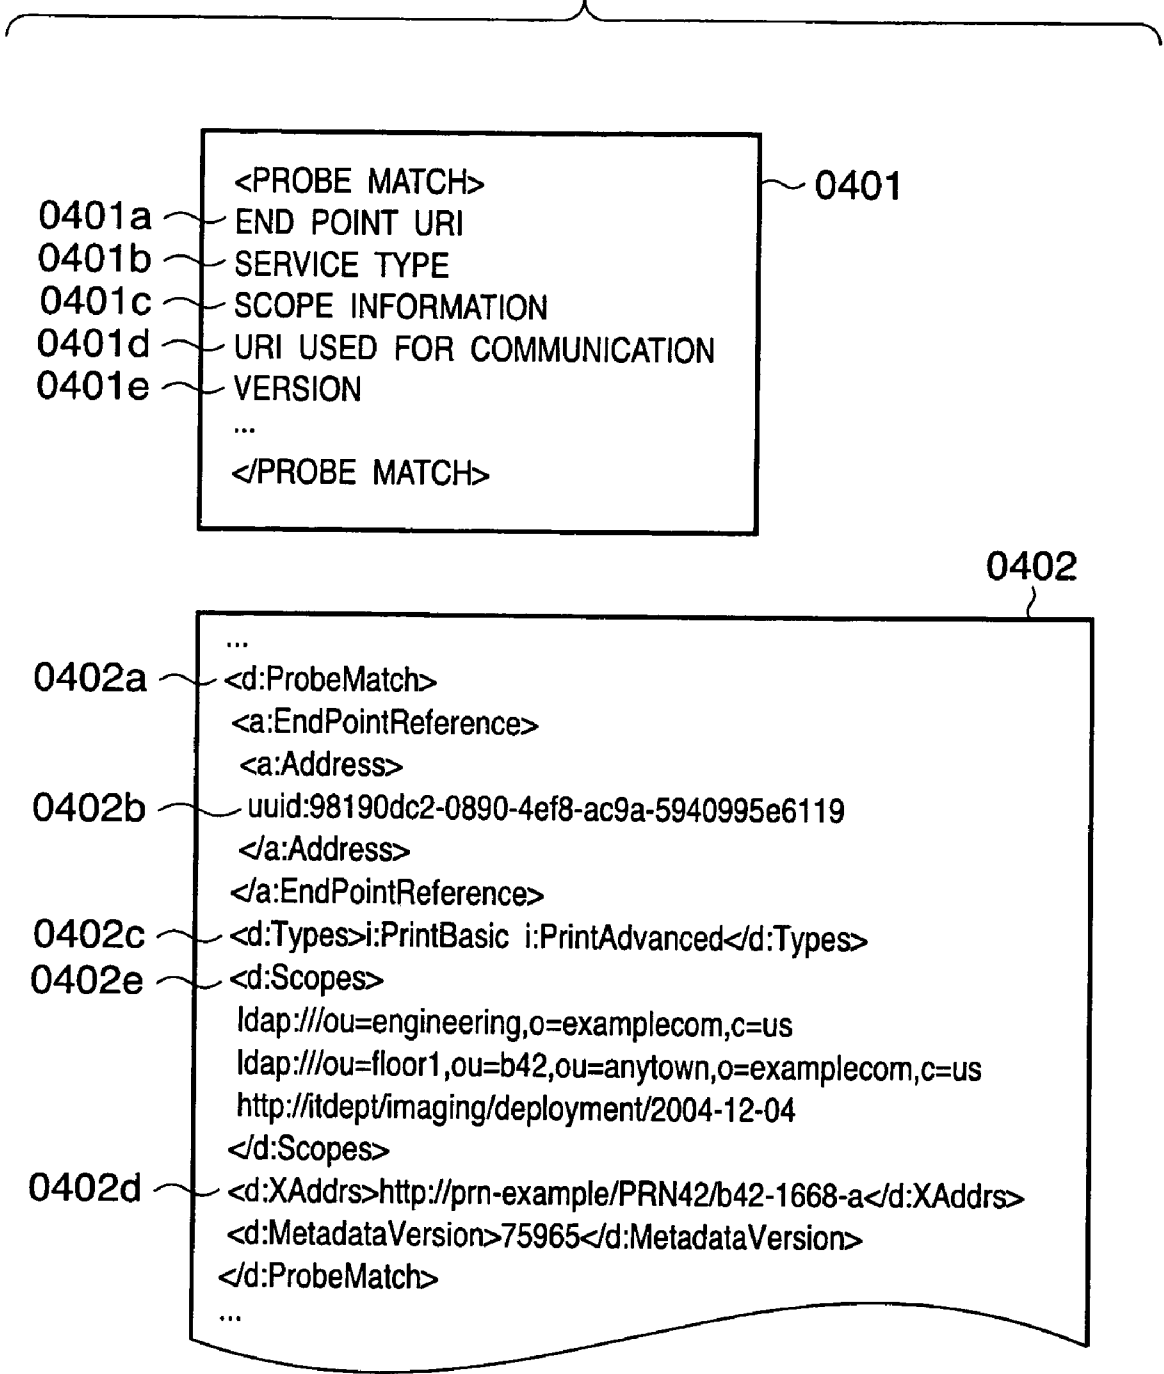 <PROBE MATCH>
0401
0401a END POINT URI
0401b SERVICE TYPE
0401c SCOPE INFORMATION
0401d URI USED FOR COMMUNICATION
0401e VERSION
...
</PROBE MATCH>
0402
...
0402a <d:ProbeMatch>
<a:EndPointReference>
<a:Address>
0402b uuid:98190dc2-0890-4ef8-ac9a-5940995e6119
</a:Address>
</a:EndPointReference>
0402c <d:Types>i:PrintBasic i:PrintAdvanced</d:Types>
0402e <d:Scopes>
ldap:///ou=engineering,o=examplecom,c=us
ldap:///ou=floor1,ou=b42,ou=anytown,o=examplecom,c=us
http://itdept/imaging/deployment/2004-12-04
</d:Scopes>
0402d <d:XAddrs>http://prn-example/PRN42/b42-1668-a</d:XAddrs>
<d:MetadataVersion>75965</d:MetadataVersion>
</d:ProbeMatch>
...